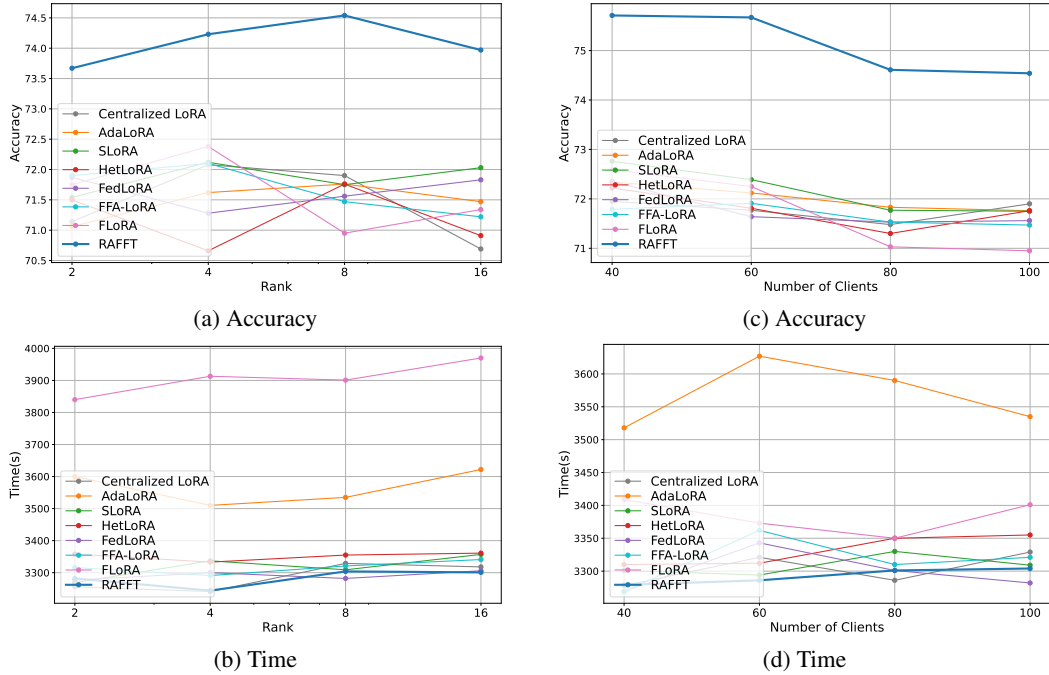 74.5
74.0
73.5
73.0
72.5
72.0
71.5
71.0
70.5
Accuracy
Centralized LoRA
AdaLoRA
SLoRA
HetLoRA
FedLoRA
FFA-LoRA
FLoRA
RAFFT
2
4
8
16
Rank
(a) Accuracy
75
74
73
72
71
Accuracy
Centralized LoRA
AdaLoRA
SLoRA
HetLoRA
FedLoRA
FFA-LoRA
FLoRA
RAFFT
40
60
80
100
Number of Clients
(c) Accuracy
4000
3900
3800
3700
3600
3500
3400
3300
Time(s)
Centralized LoRA
AdaLoRA
SLoRA
HetLoRA
FedLoRA
FFA-LoRA
FLoRA
RAFFT
2
4
8
16
Rank
(b) Time
3600
3550
3500
3450
3400
3350
3300
Time(s)
Centralized LoRA
AdaLoRA
SLoRA
HetLoRA
FedLoRA
FFA-LoRA
FLoRA
RAFFT
40
60
80
100
Number of Clients
(d) Time